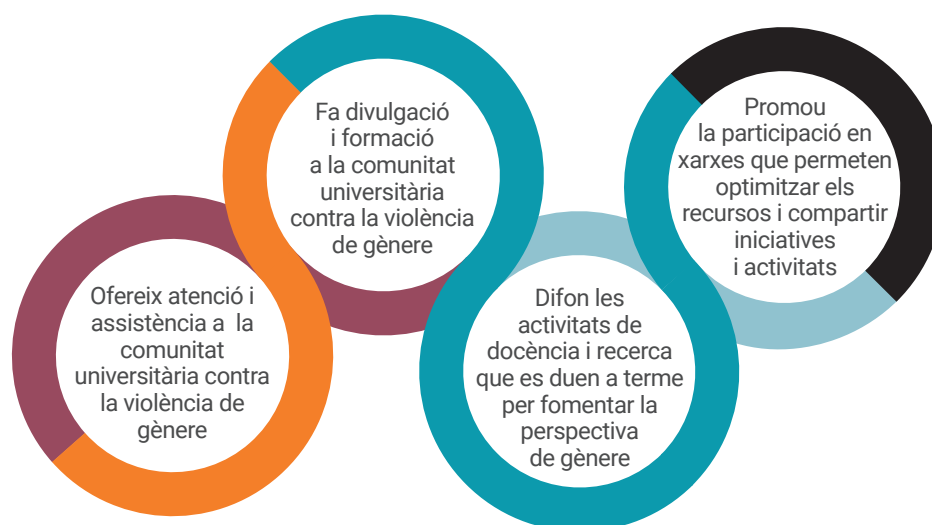 Ofereix atenció i
assistència a la
comunitat
universitària contra
la violència de
gènere
Fa divulgació
i formació
a la comunitat
universitària
contra la violència
de gènere
Difon les
activitats de
docència i recerca
que es duen a terme
per fomentar la
perspectiva
de gènere
Promou
la participació en
xarxes que permeten
optimitzar els
recursos i compartir
iniciatives
i activitats